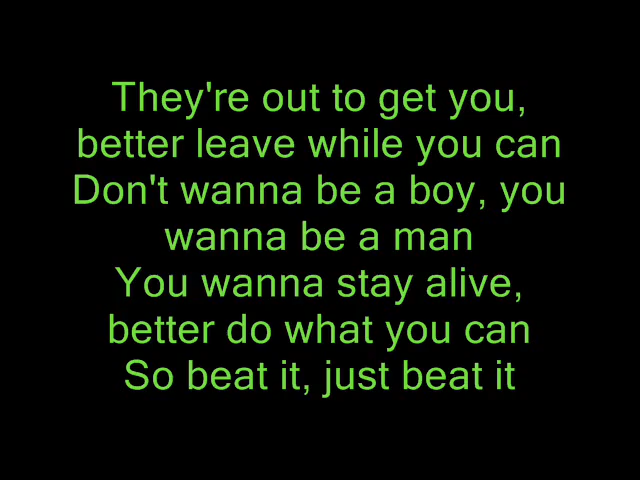 They're out to get you,
better leave while you can
Don't wanna be a boy, you
wanna be a man
You wanna stay alive,
better do what you can
So beat it, just beat it